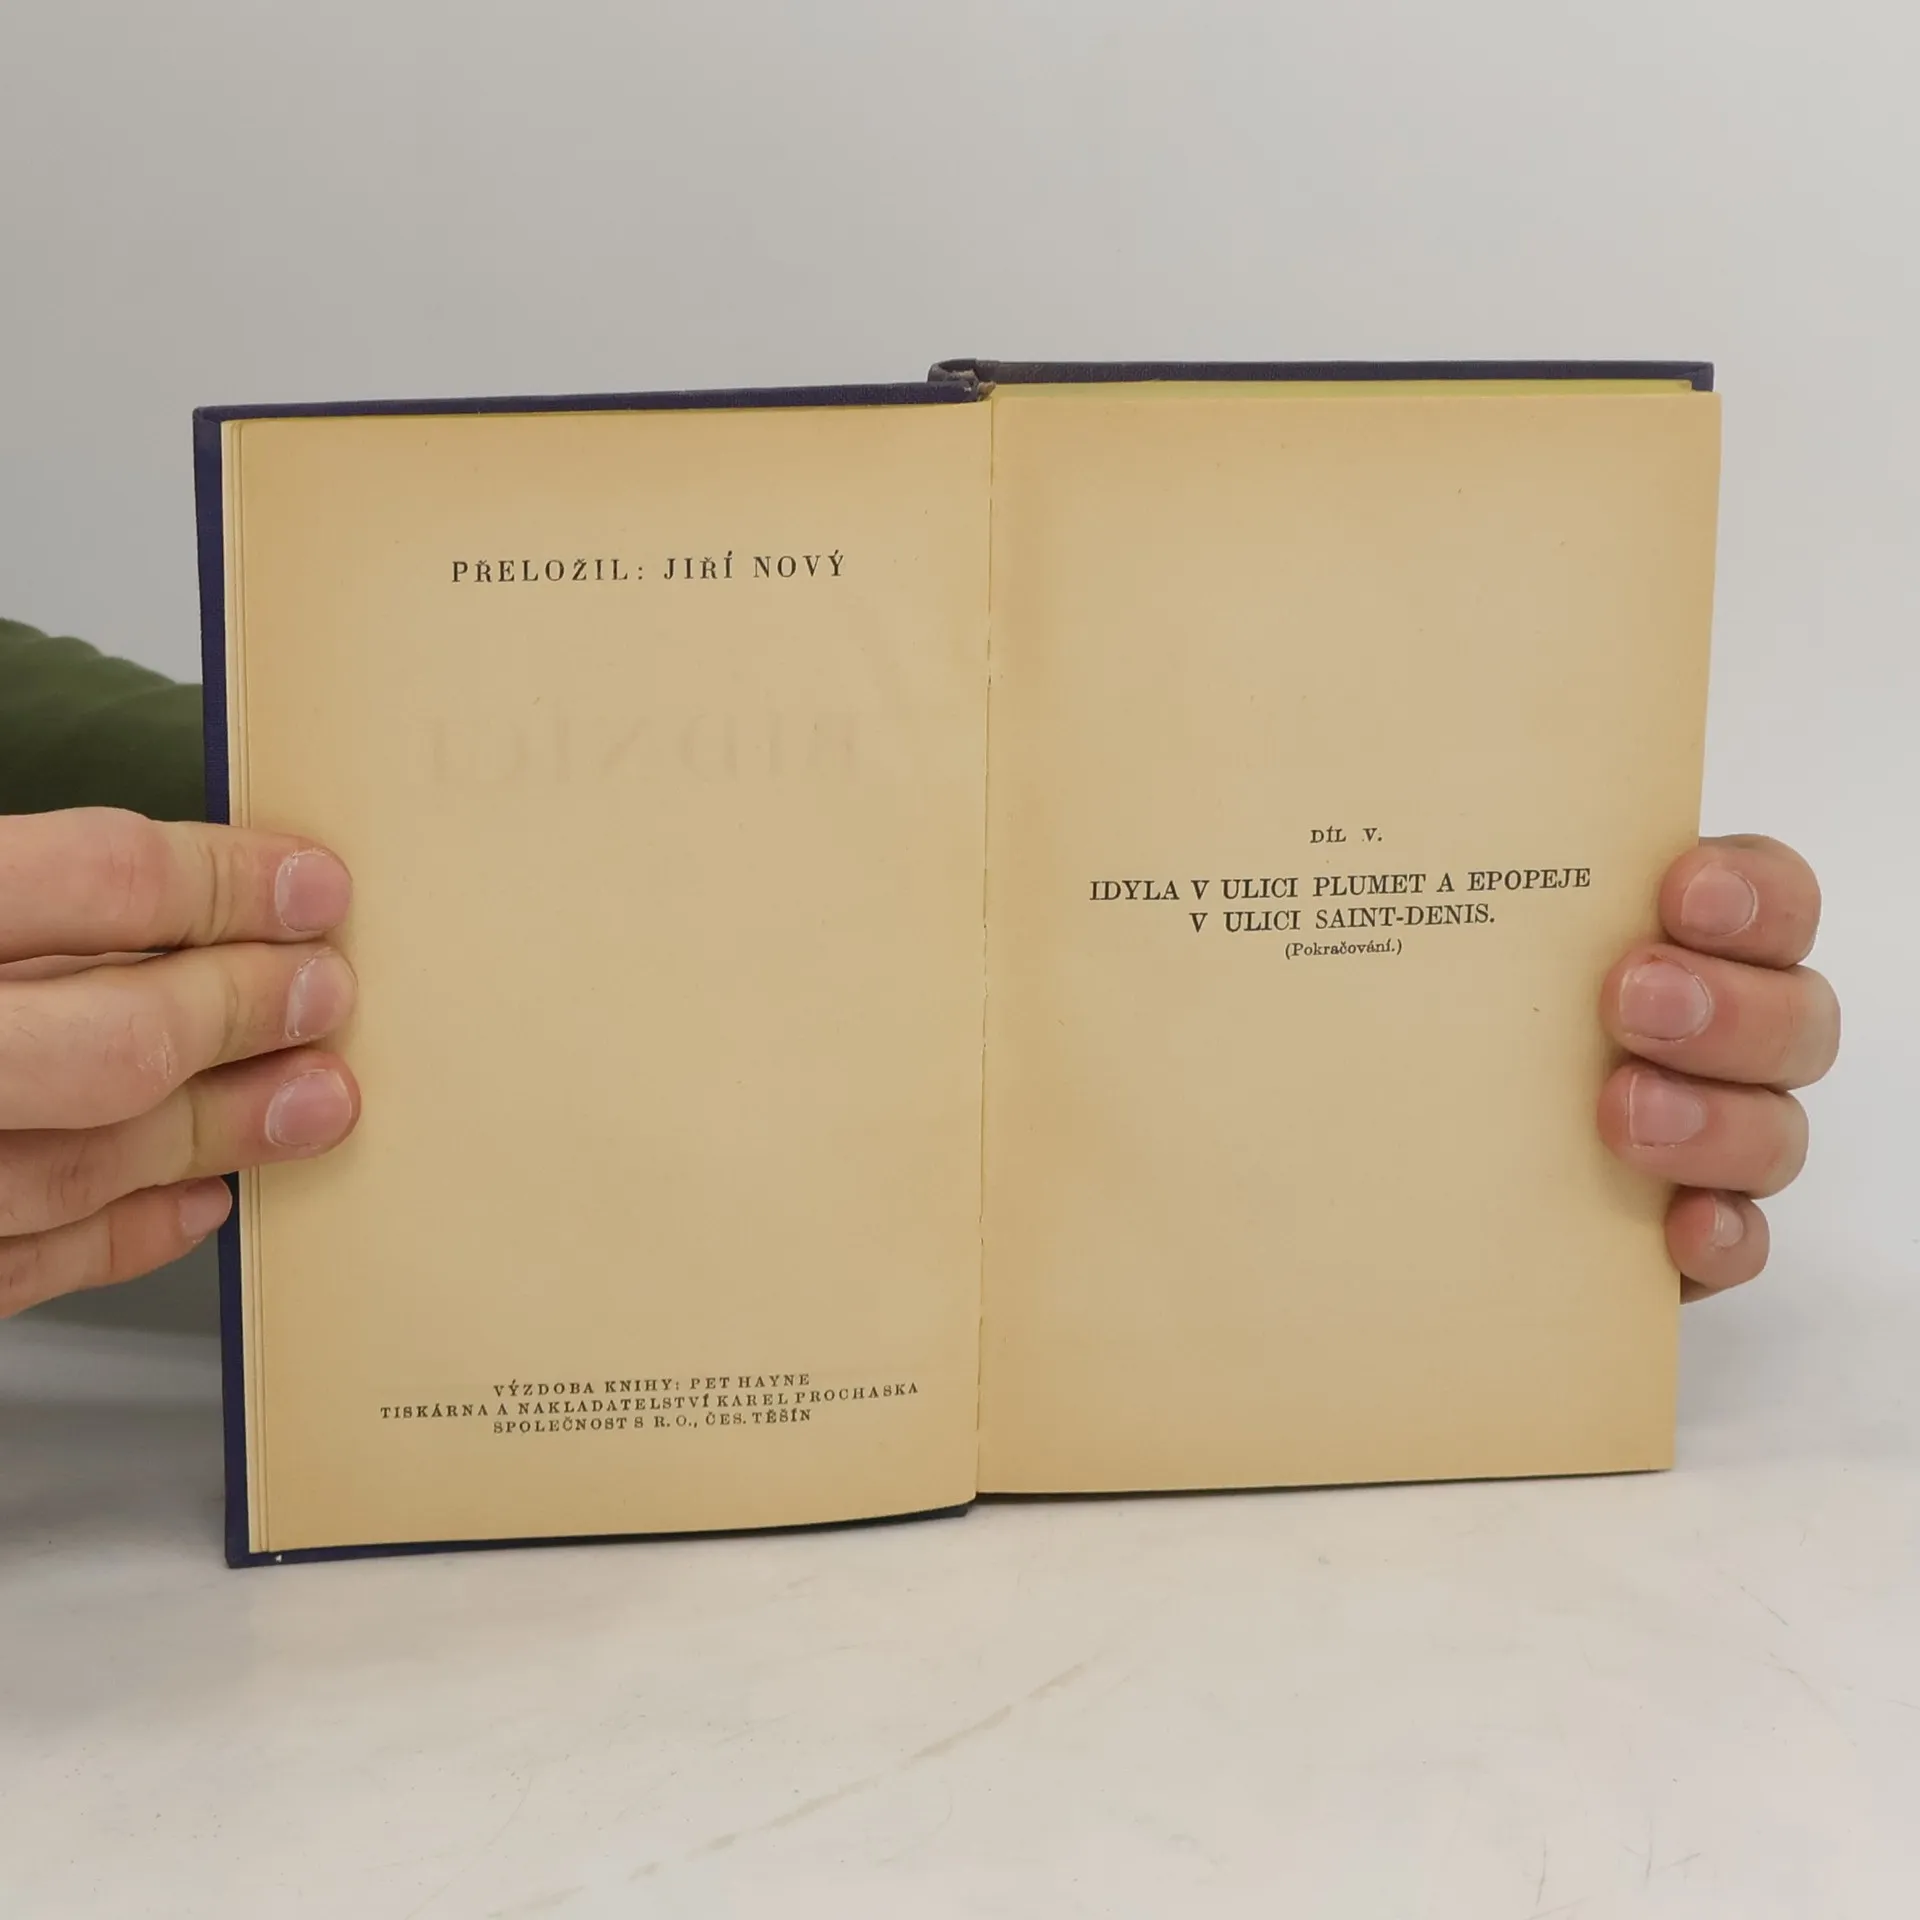 PŘELOŽIL: JIŘÍ NOVÝ
VÝZDOBA KNIHY: PET HAYNE
TISKÁRNA A NAKLADATELSTVÍ KAREL PROCHASKA
SPOLEČNOST S R. O., ČES. TĚŠÍN
DÍL V.
IDYLA V ULICI PLUMET A EPOPEJE
V ULICI SAINT-DENIS.
(Pokračování.)